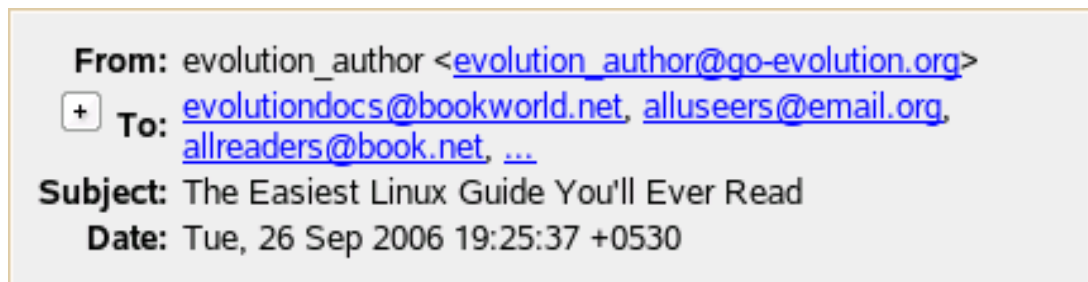 From: evolution_author <evolution_author@go-evolution.org>
+ To: evolutiondocs@bookworld.net, alluseers@email.org,
allreaders@book.net, ...
Subject: The Easiest Linux Guide You'll Ever Read
Date: Tue, 26 Sep 2006 19:25:37 +0530